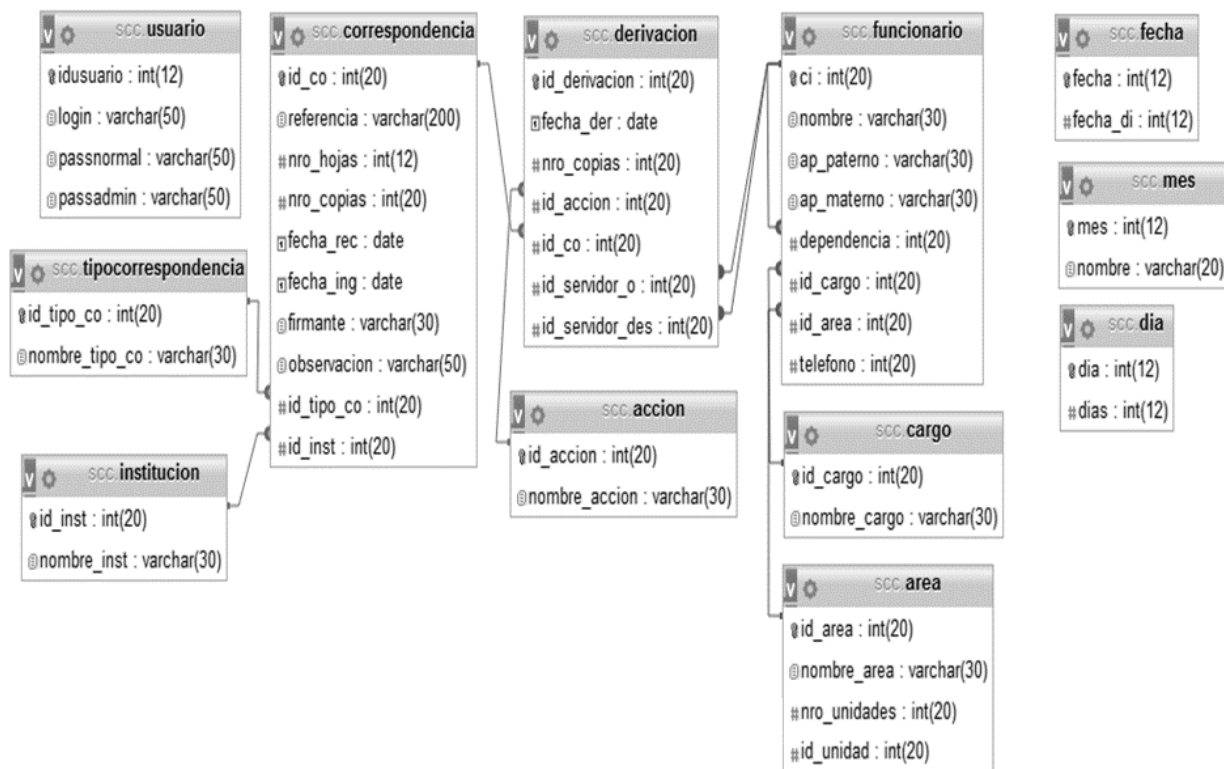 scc.usuario
idusuario : int(12)
login : varchar(50)
passnormal : varchar(50)
passadmin : varchar(50)
scc.tipocorrespondencia
id_tipo_co : int(20)
nombre_tipo_co : varchar(30)
scc.institucion
id_inst : int(20)
nombre_inst : varchar(30)
scc.correspondencia
id_co : int(20)
referencia : varchar(200)
#nro_hojas : int(12)
#nro_copias : int(20)
fecha_rec : date
fecha_ing : date
firmante : varchar(30)
observacion : varchar(50)
#id_tipo_co : int(20)
#id_inst : int(20)
scc.derivacion
id_derivacion : int(20)
fecha_der : date
#nro_copias : int(20)
#id_accion : int(20)
#id_co : int(20)
#id_servidor_o : int(20)
#id_servidor_des : int(20)
scc.accion
id_accion : int(20)
nombre_accion : varchar(30)
scc.funcionario
ci : int(20)
nombre : varchar(30)
ap_paterno : varchar(30)
ap_materno : varchar(30)
#dependencia : int(20)
#id_cargo : int(20)
#id_area : int(20)
#telefono : int(20)
scc.cargo
id_cargo : int(20)
nombre_cargo : varchar(30)
scc.area
id_area : int(20)
nombre_area : varchar(30)
#nro_unidades : int(20)
#id_unidad : int(20)
scc.fecha
fecha : int(12)
#fecha_di : int(12)
scc.mes
mes : int(12)
nombre : varchar(20)
scc.dia
dia : int(12)
#dias : int(12)